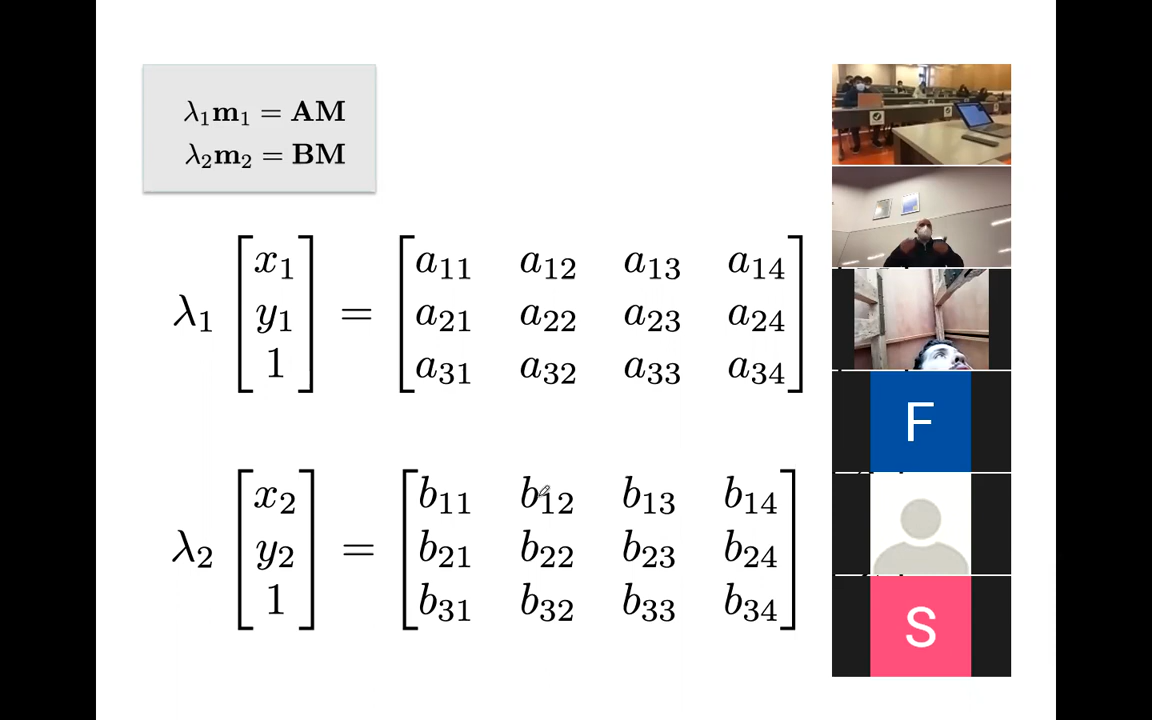 λ₁m₁ = AM
λ₂m₂ = BM
λ₁ [x₁ y₁ 1] = [a₁₁ a₁₂ a₁₃ a₁₄
a₂₁ a₂₂ a₂₃ a₂₄
a₃₁ a₃₂ a₃₃ a₃₄]
λ₂ [x₂ y₂ 1] = [b₁₁ b₁₂ b₁₃ b₁₄
b₂₁ b₂₂ b₂₃ b₂₄
b₃₁ b₃₂ b₃₃ b₃₄]
F
S